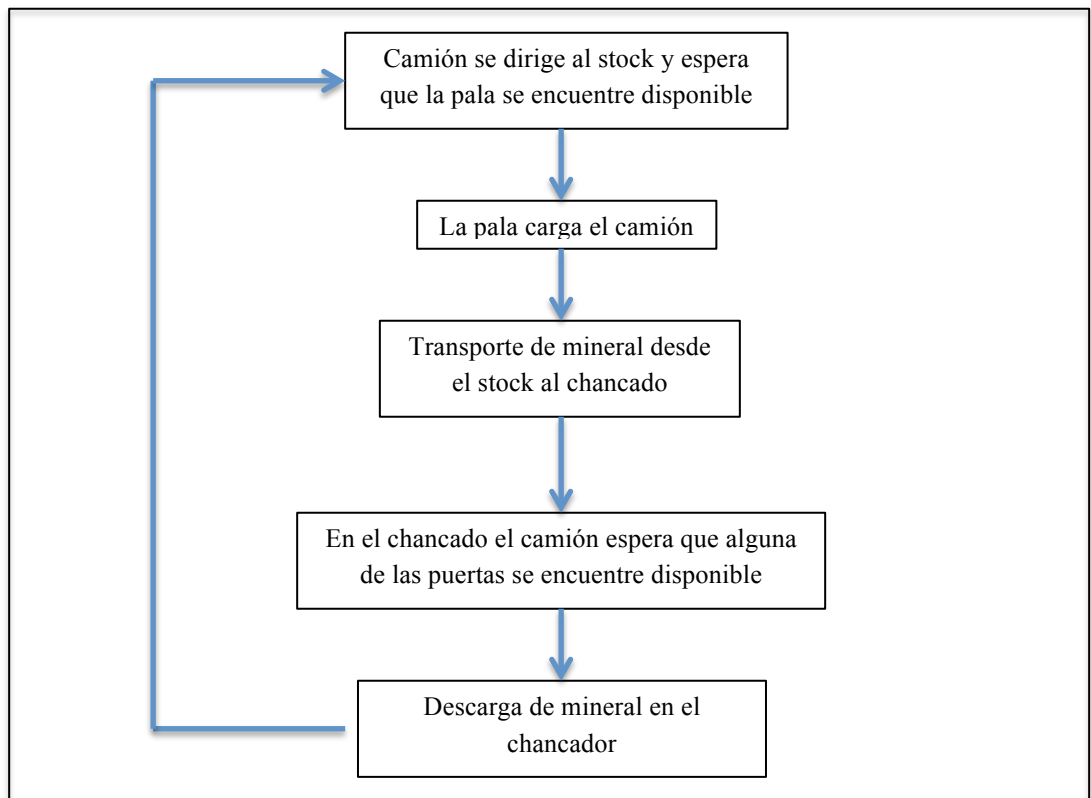 Camión se dirige al stock y espera
que la pala se encuentre disponible
La pala carga el camión
Transporte de mineral desde
el stock al chancado
En el chancado el camión espera que alguna
de las puertas se encuentre disponible
Descarga de mineral en el
chancador